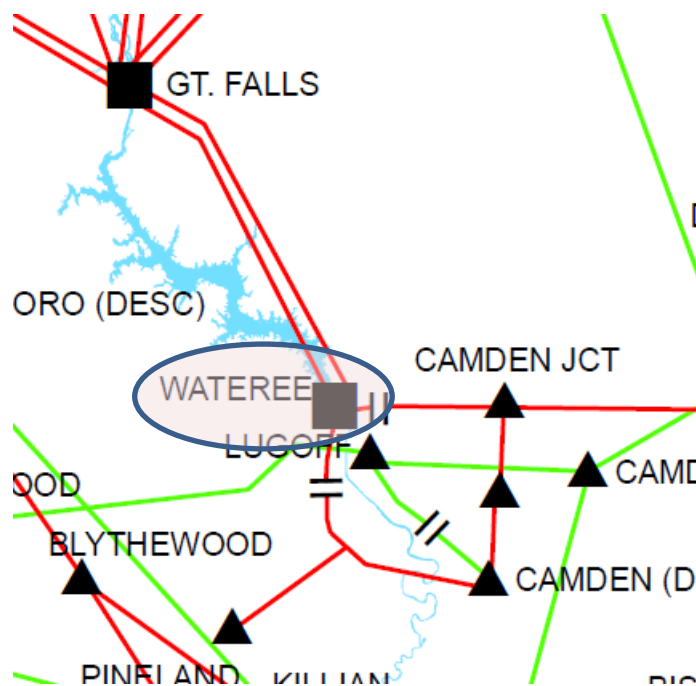 GT. FALLS
ORO (DESC)
CAMDEN JCT
WATEREE
LUGOFF
CAMD
OOD
BLYTHEWOOD
CAMDEN (D
PINELAND
KILLIAN